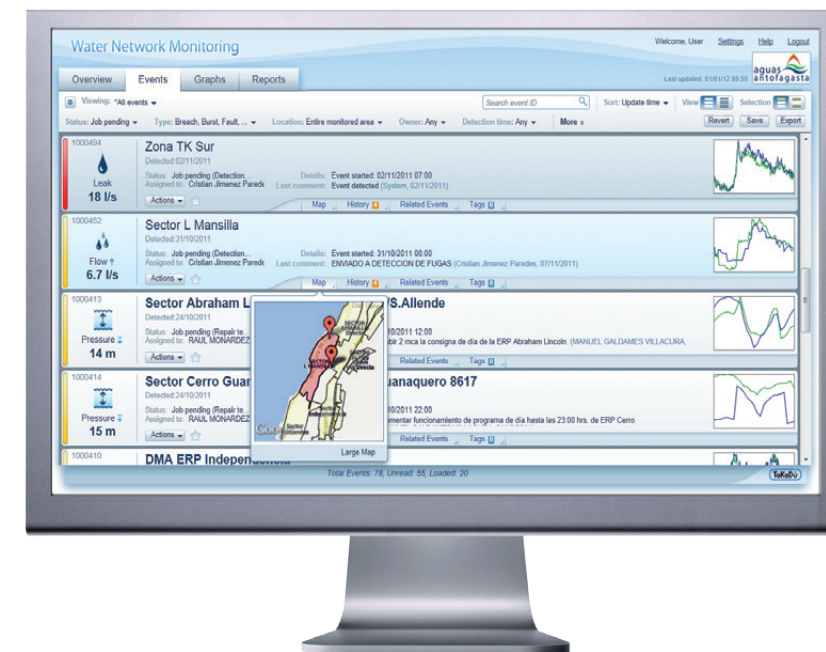 Water Network Monitoring
Welcome, User Settings Help Logout
aguas
antofagasta
Overview Events Graphs Reports
Last updated: 01/01/12 08:58
Viewing: *All events
Search event ID
Sort: Update time
View
Selection
Status: Job pending Type: Breach, Burst, Fault, ... Location: Entire monitored area Owner: Any Detection time: Any More
Revert Save Export
1000494
Zona TK Sur
Detected:02/11/2011
Leak
18 l/s
Status: Job pending (Detection...
Assigned to: Cristian Jimenez Parede
Details: Event started: 02/11/2011 07:00
Last comment: Event detected (System, 02/11/2011)
Actions
Map History Related Events Tags
1000452
Sector L Mansilla
Detected:31/10/2011
Flow
6.7 l/s
Status: Job pending (Detection...
Assigned to: Cristian Jimenez Parede
Details: Event started: 31/10/2011 00:00
Last comment: ENVIADO A DETECCION DE FUGAS (Cristian Jimenez Paredes, 07/11/2011)
Actions
Map History Related Events Tags
1000413
Sector Abraham L
S.Allende
Detected:24/10/2011
Pressure
14 m
Status: Job pending (Repair te...
Assigned to: RAUL MONARDEZ
10/2011 12:00
bir 2 mca la consigna de día de la ERP Abraham Lincoln. (MANUEL GALDAMES VILLACURA,
Actions
Related Events Tags
1000414
Sector Cerro Guar
uanaquero 8617
Detected:24/10/2011
Pressure
15 m
Status: Job pending (Repair te...
Assigned to: RAUL MONARDEZ
10/2011 22:00
mentar funcionamiento de programa de día hasta las 23:00 hrs. de ERP Cerro
Actions
Related Events Tags
SECTOR
L MANSILLA
Large Map
1000410
DMA ERP Independencia
Total Events: 78, Unread: 55, Loaded: 20
TaKaDu